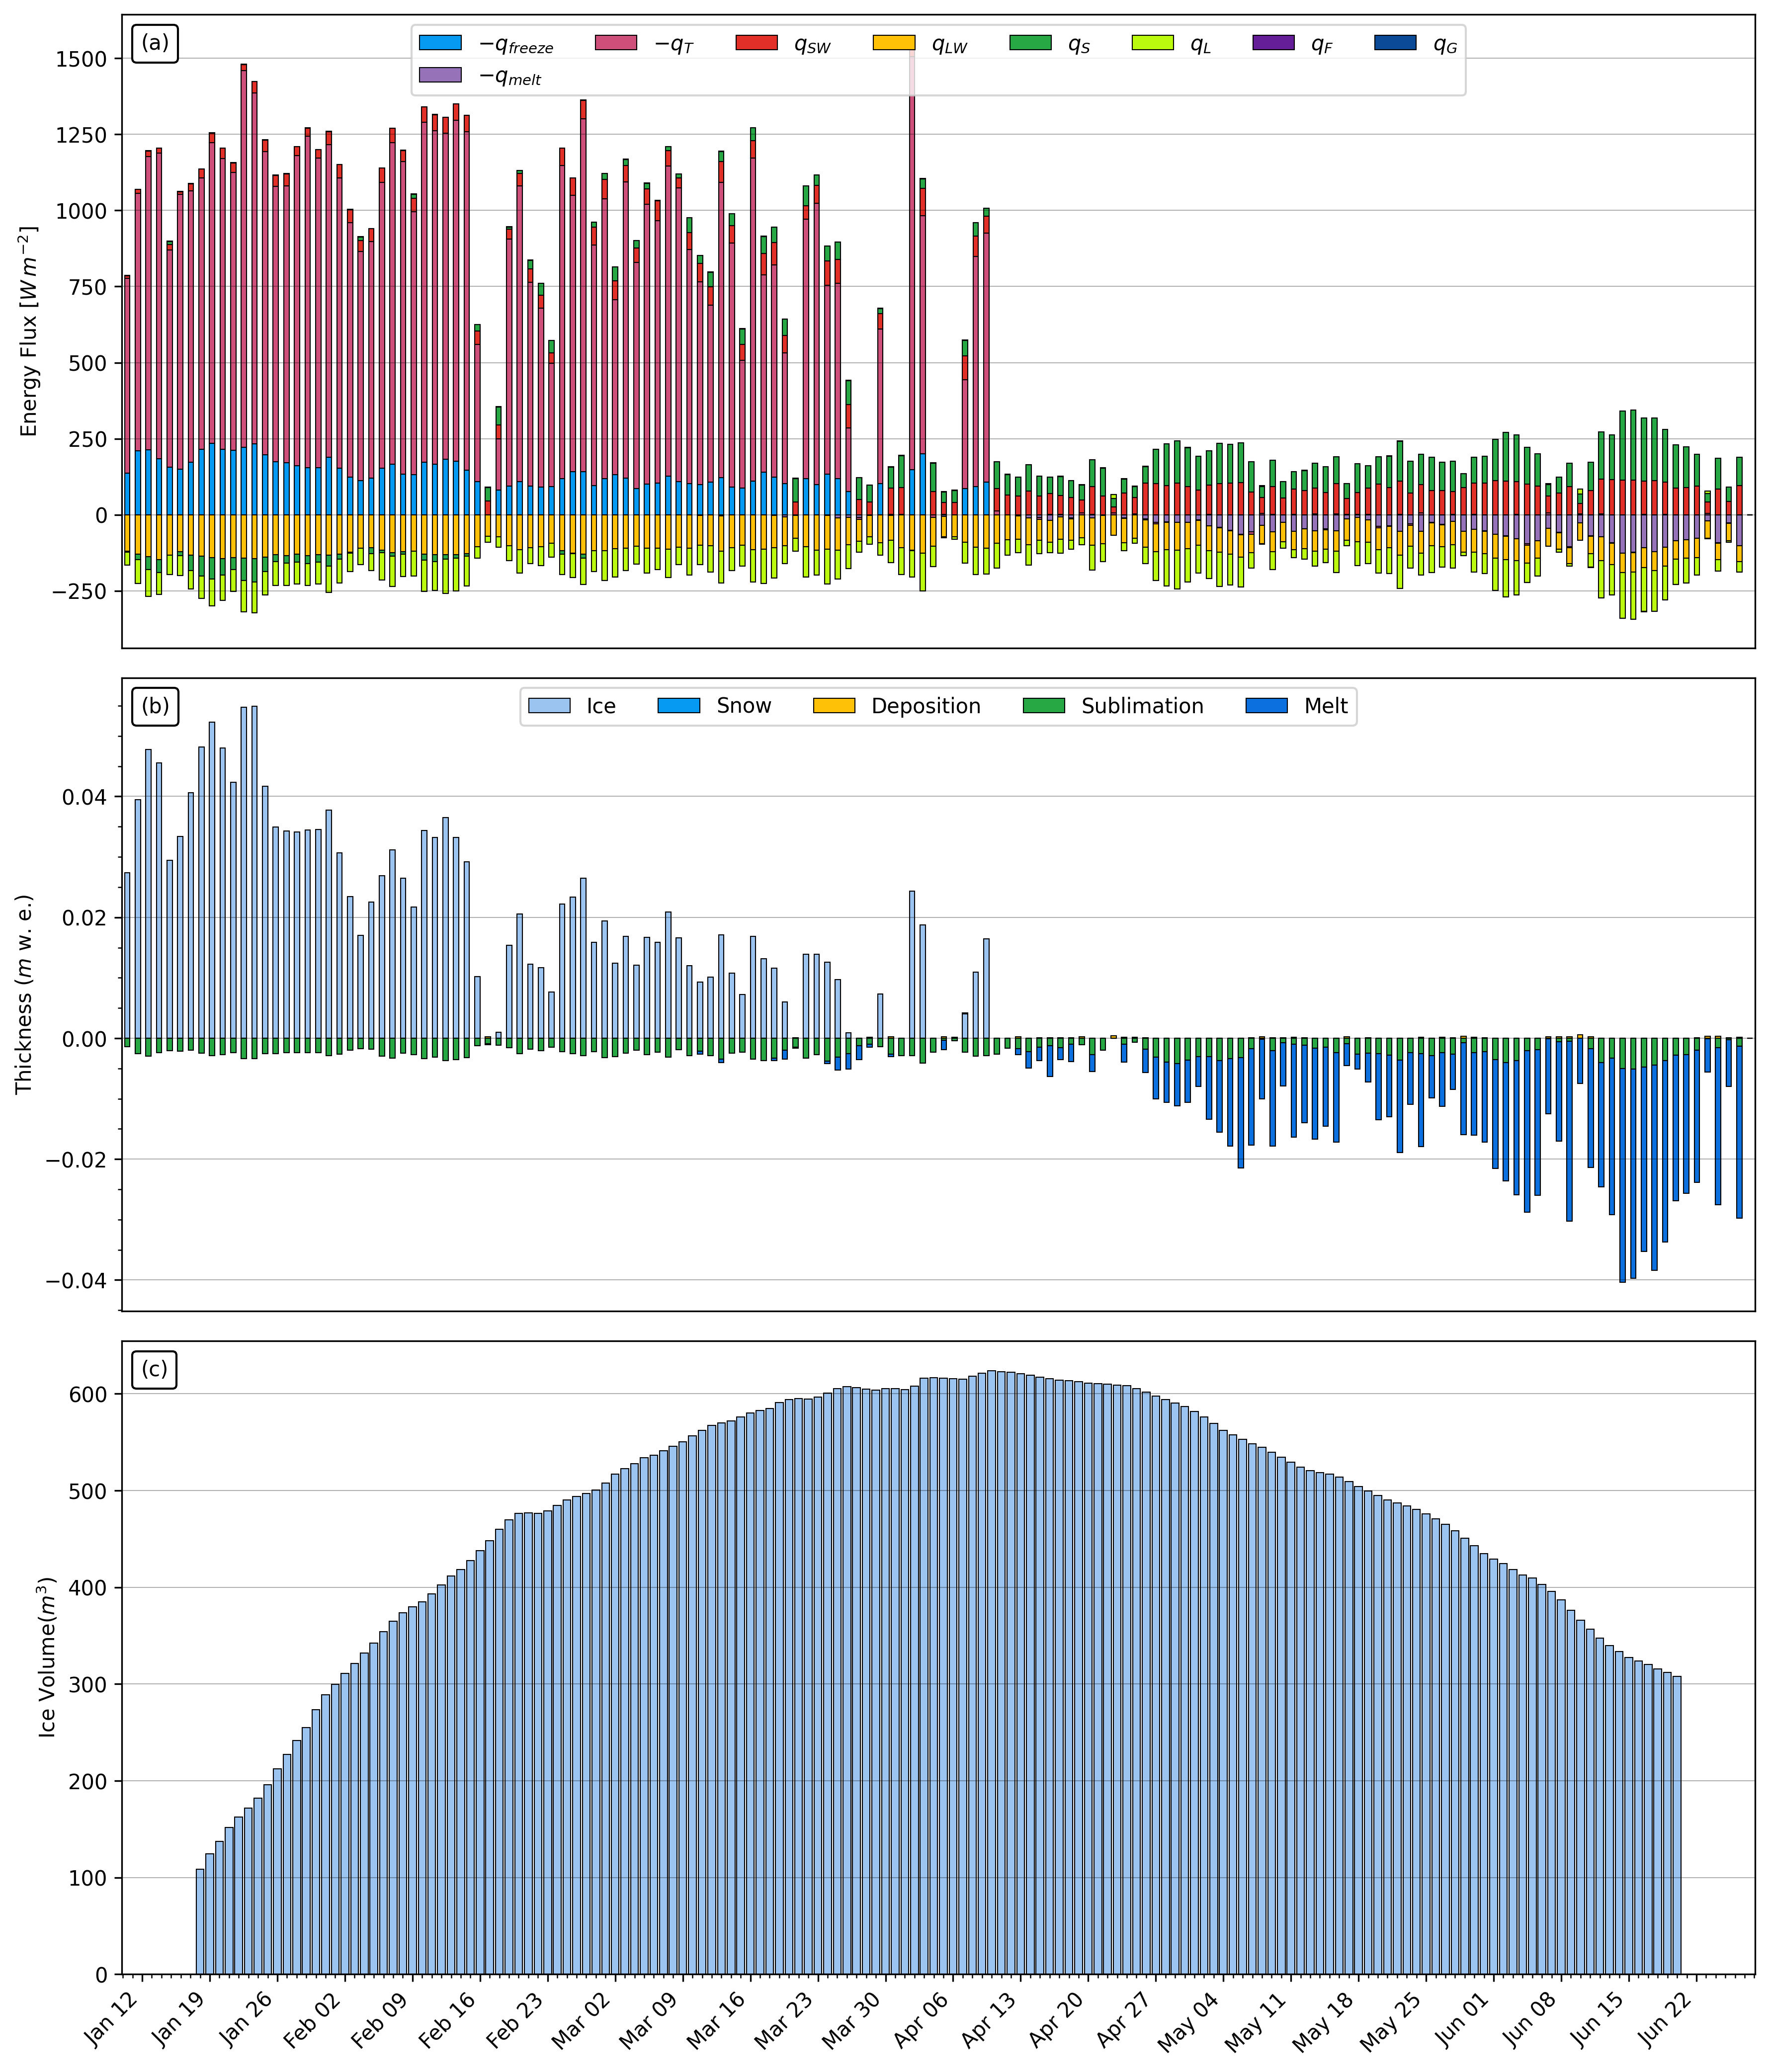 (a)
−q_freeze −q_T q_SW q_LW q_S q_L q_F q_G
−q_melt
Energy Flux [W m⁻²]
1500
1250
1000
750
500
250
0
−250
(b)
Ice Snow Deposition Sublimation Melt
Thickness (m w. e.)
0.04
0.02
0.00
−0.02
−0.04
(c)
Ice Volume(m³)
600
500
400
300
200
100
0
Jan 12 Jan 19 Jan 26 Feb 02 Feb 09 Feb 16 Feb 23 Mar 02 Mar 09 Mar 16 Mar 23 Mar 30 Apr 06 Apr 13 Apr 20 Apr 27 May 04 May 11 May 18 May 25 Jun 01 Jun 08 Jun 15 Jun 22